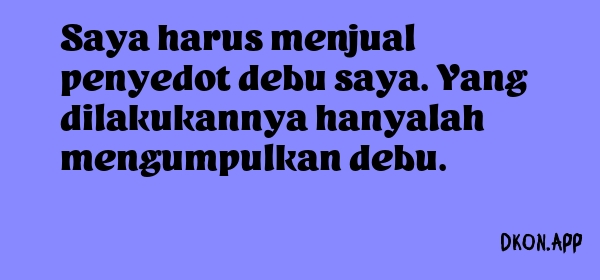 Saya harus menjual
penyedot debu saya. Yang
dilakukannya hanyalah
mengumpulkan debu.
DKON.APP